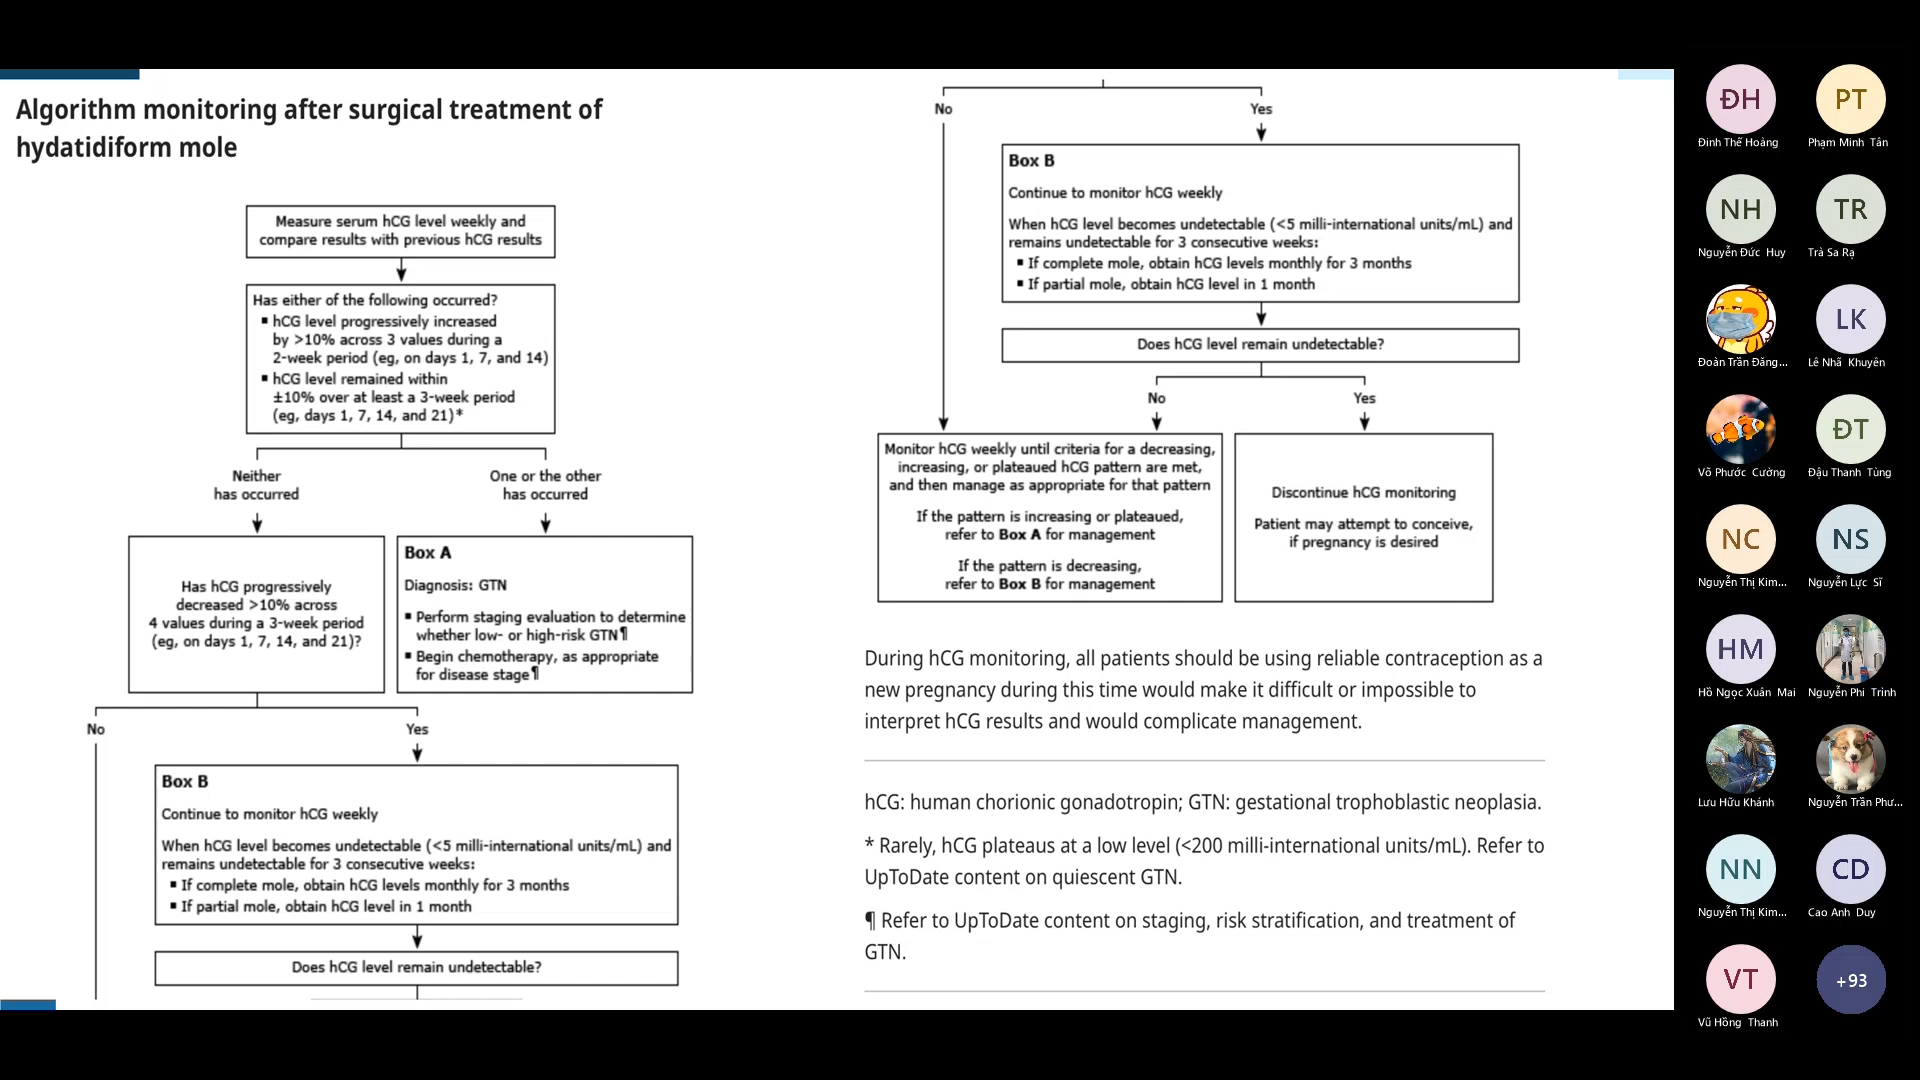 Algorithm monitoring after surgical treatment of
hydatidiform mole
Measure serum hCG level weekly and
compare results with previous hCG results
Has either of the following occurred?
▪ hCG level progressively increased
by >10% across 3 values during a
2-week period (eg, on days 1, 7, and 14)
▪ hCG level remained within
±10% over at least a 3-week period
(eg, days 1, 7, 14, and 21)*
Neither
has occurred
One or the other
has occurred
Has hCG progressively
decreased >10% across
4 values during a 3-week period
(eg, on days 1, 7, 14, and 21)?
Box A
Diagnosis: GTN
▪ Perform staging evaluation to determine
whether low- or high-risk GTN¶
▪ Begin chemotherapy, as appropriate
for disease stage¶
No
Yes
Box B
Continue to monitor hCG weekly
When hCG level becomes undetectable (<5 milli-international units/mL) and
remains undetectable for 3 consecutive weeks:
▪ If complete mole, obtain hCG levels monthly for 3 months
▪ If partial mole, obtain hCG level in 1 month
Does hCG level remain undetectable?
No
Yes
Box B
Continue to monitor hCG weekly
When hCG level becomes undetectable (<5 milli-international units/mL) and
remains undetectable for 3 consecutive weeks:
▪ If complete mole, obtain hCG levels monthly for 3 months
▪ If partial mole, obtain hCG level in 1 month
Does hCG level remain undetectable?
No
Yes
Monitor hCG weekly until criteria for a decreasing,
increasing, or plateaued hCG pattern are met,
and then manage as appropriate for that pattern
If the pattern is increasing or plateaued,
refer to Box A for management
If the pattern is decreasing,
refer to Box B for management
Discontinue hCG monitoring
Patient may attempt to conceive,
if pregnancy is desired
During hCG monitoring, all patients should be using reliable contraception as a
new pregnancy during this time would make it difficult or impossible to
interpret hCG results and would complicate management.
hCG: human chorionic gonadotropin; GTN: gestational trophoblastic neoplasia.
* Rarely, hCG plateaus at a low level (<200 milli-international units/mL). Refer to
UpToDate content on quiescent GTN.
¶ Refer to UpToDate content on staging, risk stratification, and treatment of
GTN.
ĐH
Đinh Thế Hoàng
PT
Phạm Minh Tân
NH
Nguyễn Đức Huy
TR
Trà Sa Rạ
Đoàn Trần Đăng...
LK
Lê Nhã Khuyên
Võ Phước Cường
ĐT
Đậu Thanh Tùng
NC
Nguyễn Thị Kim...
NS
Nguyễn Lực Sĩ
HM
Hồ Ngọc Xuân Mai
Nguyễn Phi Trình
Lưu Hữu Khánh
Nguyễn Trần Phư...
NN
Nguyễn Thị Kim...
CD
Cao Anh Duy
VT
Vũ Hồng Thanh
+93